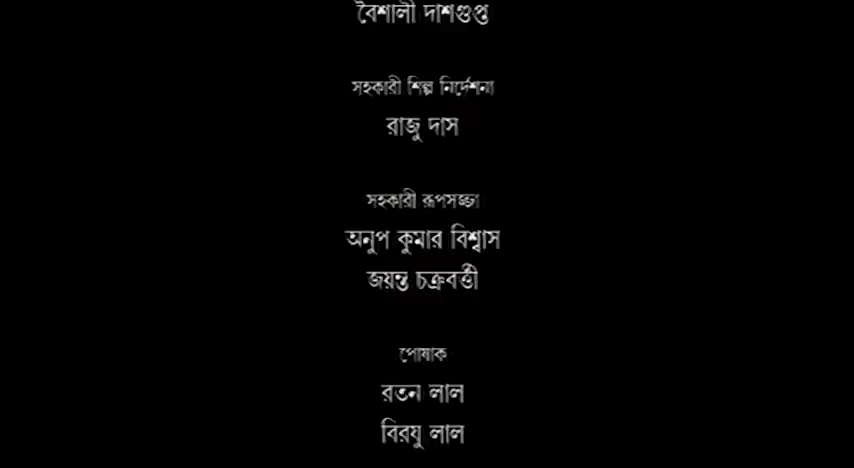 বৈশালী দাশগুপ্ত
সহকারী শিল্প নির্দেশনা
রাজু দাস
সহকারী রূপসজ্জা
অনুপ কুমার বিশ্বাস
জয়ন্ত চক্রবর্ত্তী
পোষাক
রতন লাল
বিরযু লাল